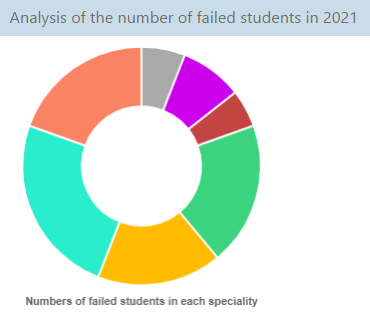 Analysis of the number of failed students in 2021
Numbers of failed students in each speciality